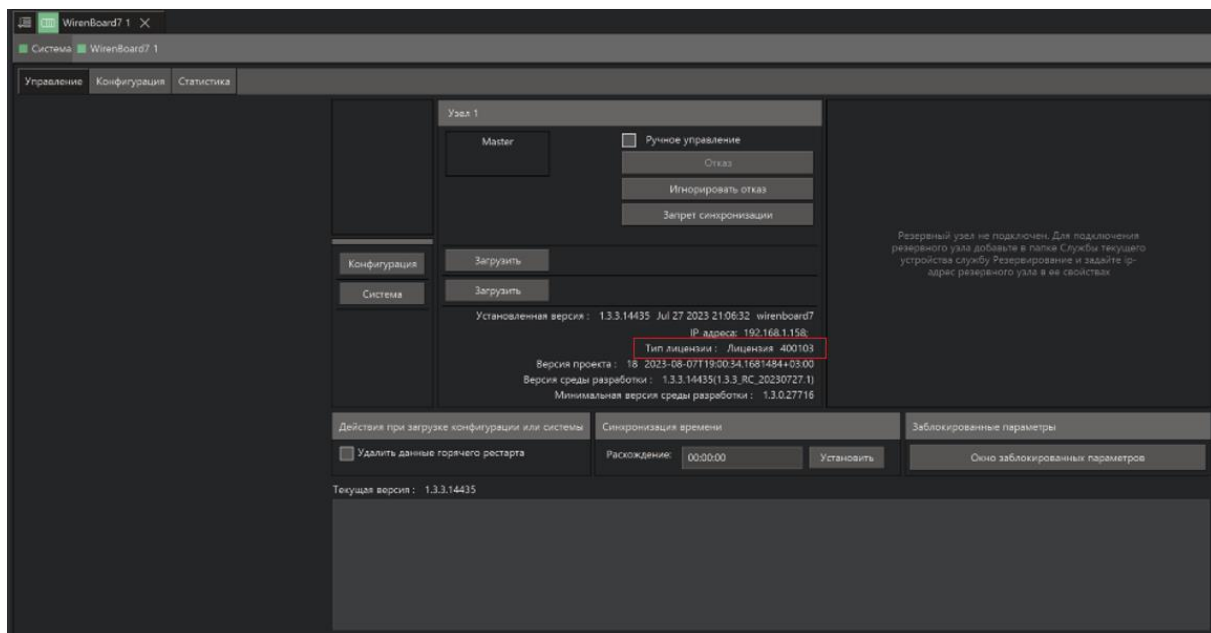 WirenBoard7 1
Система WirenBoard7 1
Управление Конфигурация Статистика
Узел 1
Master
Ручное управление
Отказ
Игнорировать отказ
Запрет синхронизации
Резервный узел не подключен. Для подключения
резервного узла добавьте в папке Службы текущего
устройства службу Резервирование и задайте ip-
адрес резервного узла в ее свойствах
Конфигурация Загрузить
Система Загрузить
Установленная версия : 1.3.3.14435 Jul 27 2023 21:06:32 wirenboard7
IP адреса: 192.168.1.158;
Тип лицензии : Лицензия 400103
Версия проекта : 18 2023-08-07T19:00:34.1681484+03:00
Версия среды разработки : 1.3.3.14435(1.3.3_RC_20230727.1)
Минимальная версия среды разработки : 1.3.0.27716
Действия при загрузке конфигурации или системы
Удалить данные горячего рестарта
Синхронизация времени
Расхождение: 00:00:00 Установить
Заблокированные параметры
Окно заблокированных параметров
Текущая версия : 1.3.3.14435